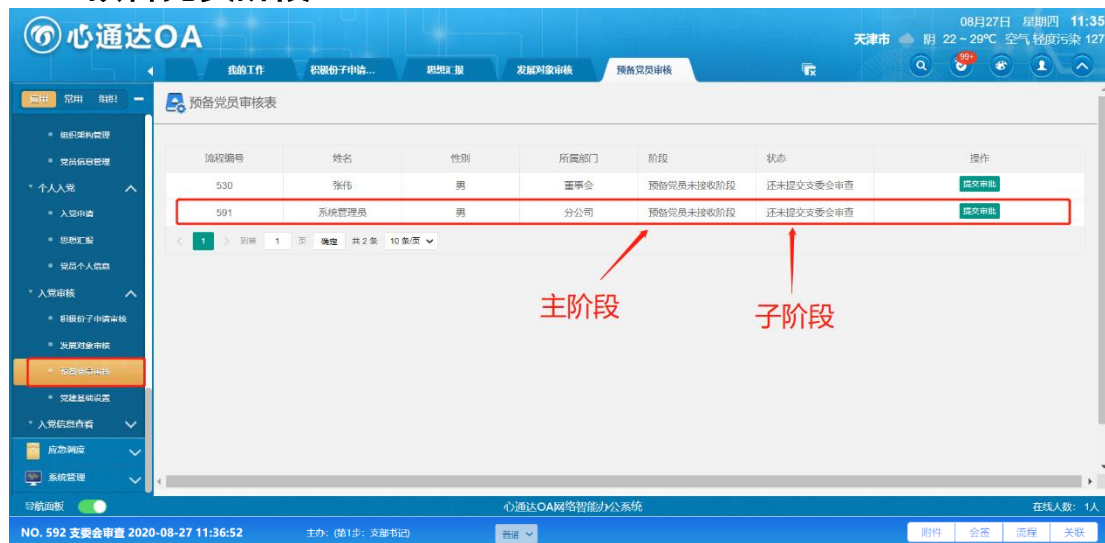 心通达OA
08月27日 星期四 11:35
天津市 阴 22～29℃ 空气轻度污染 127
我的工作 积极份子申请... 思想汇报 发展对象审核 预备党员审核
99+
应用 常用 组织
预备党员审核表
组织架构管理
党员信息管理
个人入党
入党申请
思想汇报
党员个人信息
入党审核
积极份子申请审核
发展对象审核
预备党员审核
党建基础设置
入党信息查看
应急调度
系统管理
流程编号 姓名 性别 所属部门 阶段 状态 操作
530 张伟 男 董事会 预备党员未接收阶段 还未提交支委会审查 提交审批
591 系统管理员 男 分公司 预备党员未接收阶段 还未提交支委会审查 提交审批
1 到第 1 页 确定 共 2 条 10 条/页
主阶段
子阶段
导航面板 心通达OA网络智能办公系统 在线人数: 1人
NO. 592 支委会审查 2020-08-27 11:36:52 主办: (第1步: 支部书记) 普通 附件 会签 流程 关联